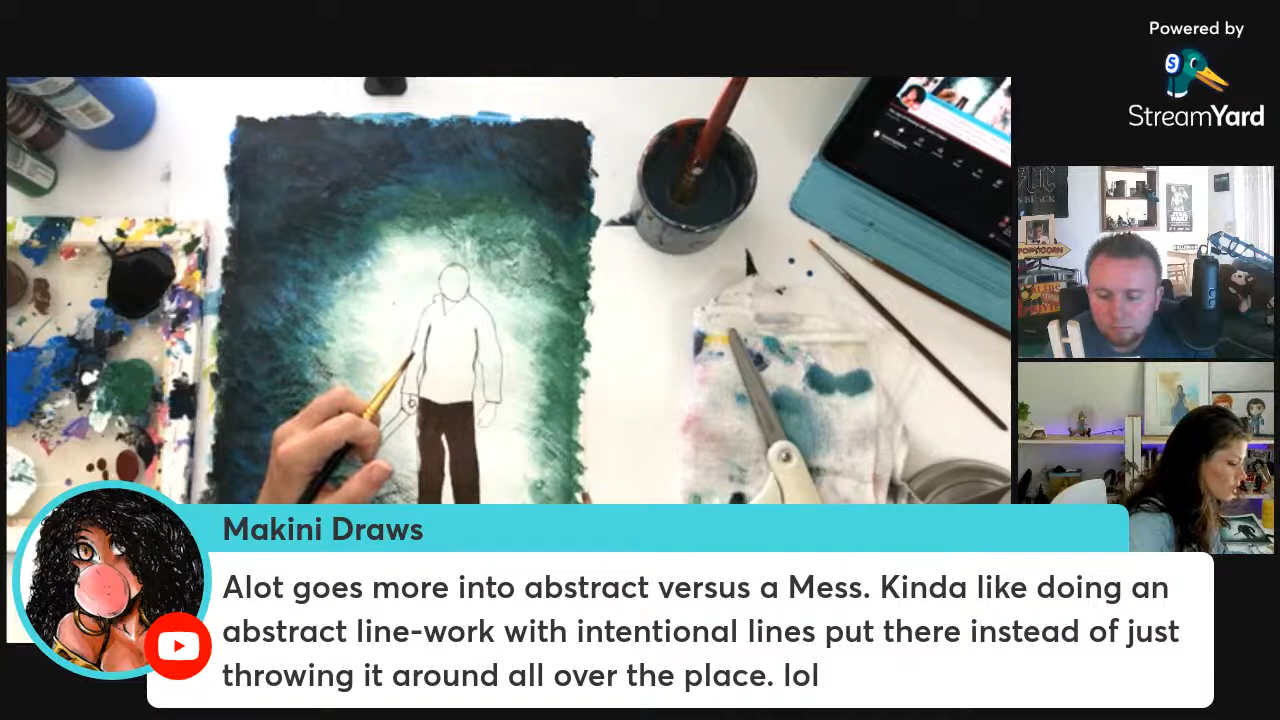 Powered by
StreamYard
POPCORN
Makini Draws
Alot goes more into abstract versus a Mess. Kinda like doing an
abstract line-work with intentional lines put there instead of just
throwing it around all over the place. lol